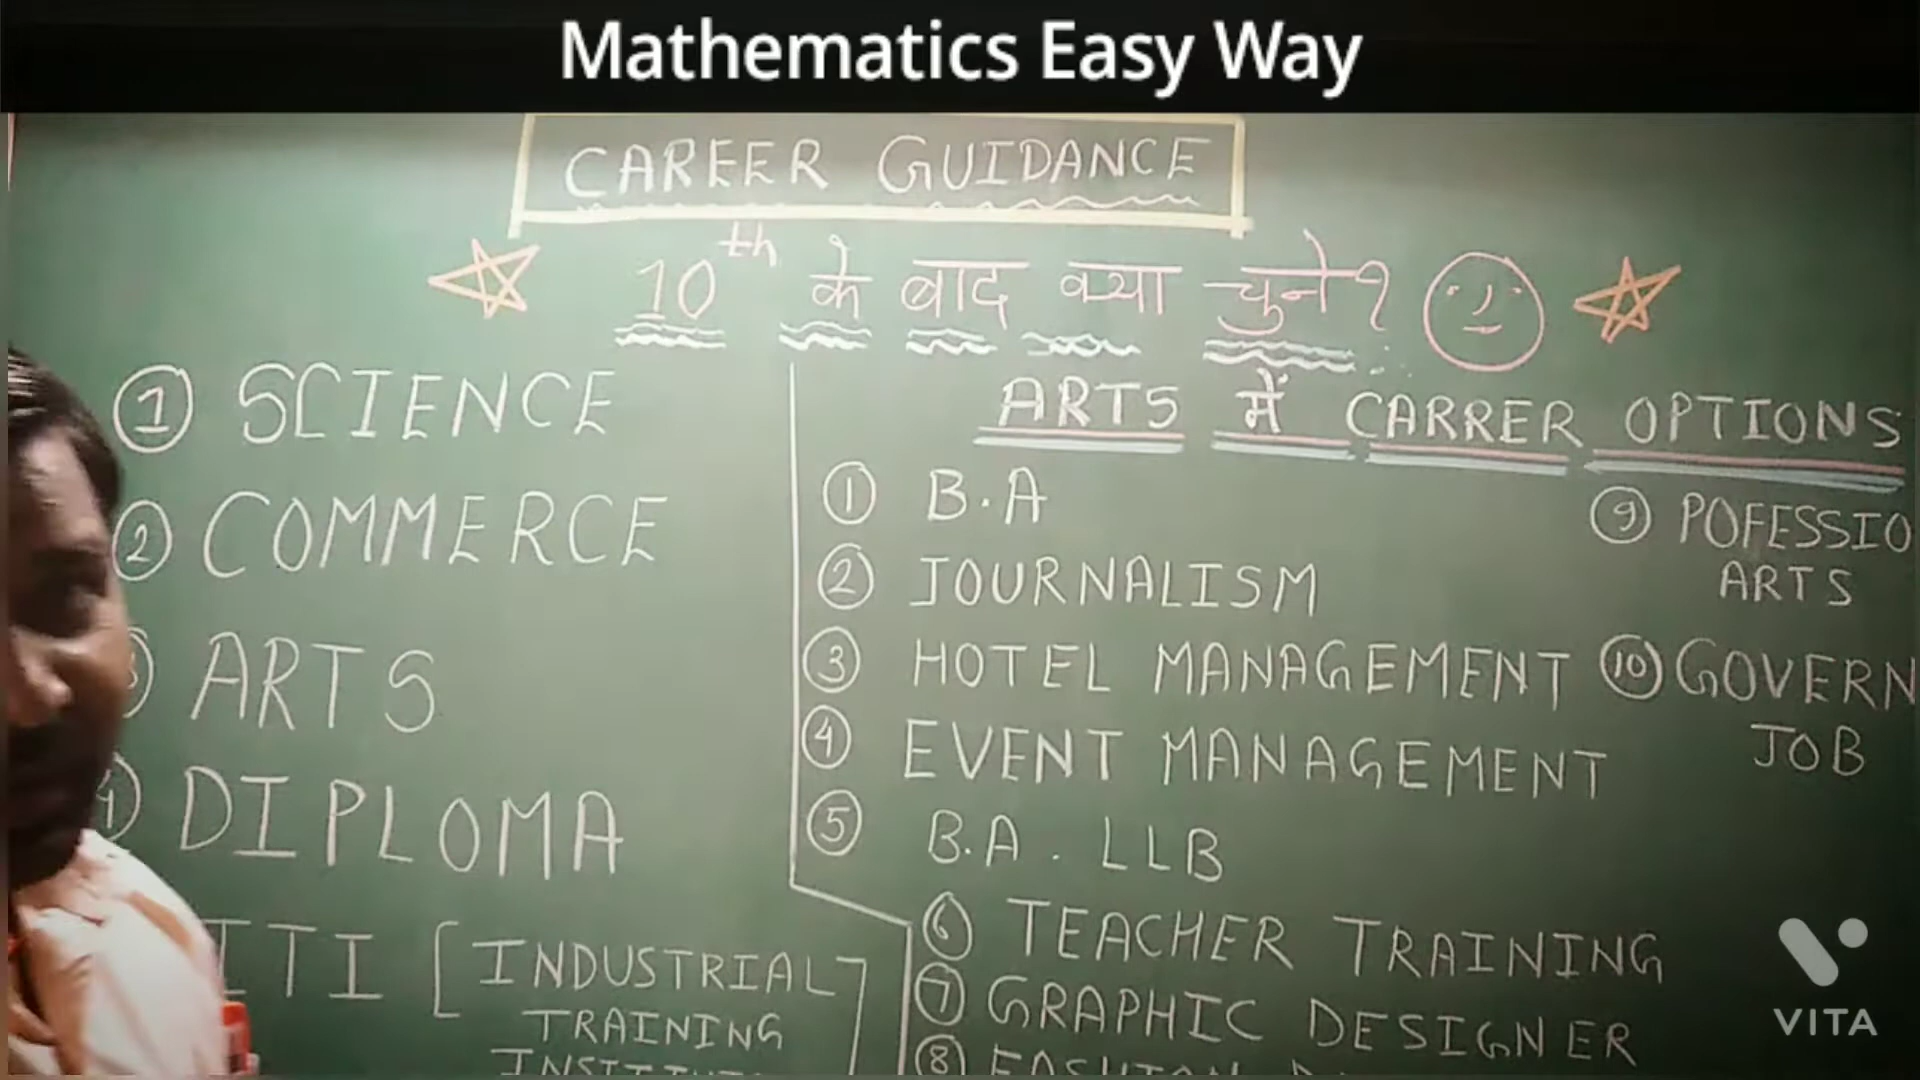 Mathematics Easy Way
CAREER GUIDANCE
10th के बाद क्या चुने?
① SCIENCE
② COMMERCE
ARTS
DIPLOMA
ITI [INDUSTRIAL
TRAINING
ARTS में CARRER OPTIONS
① B.A
② JOURNALISM
③ HOTEL MANAGEMENT
④ EVENT MANAGEMENT
⑤ B.A. LLB
⑥ TEACHER TRAINING
⑦ GRAPHIC DESIGNER
⑧ FASHION
⑨ POFESSIO
ARTS
⑩ GOVERN
JOB
VITA